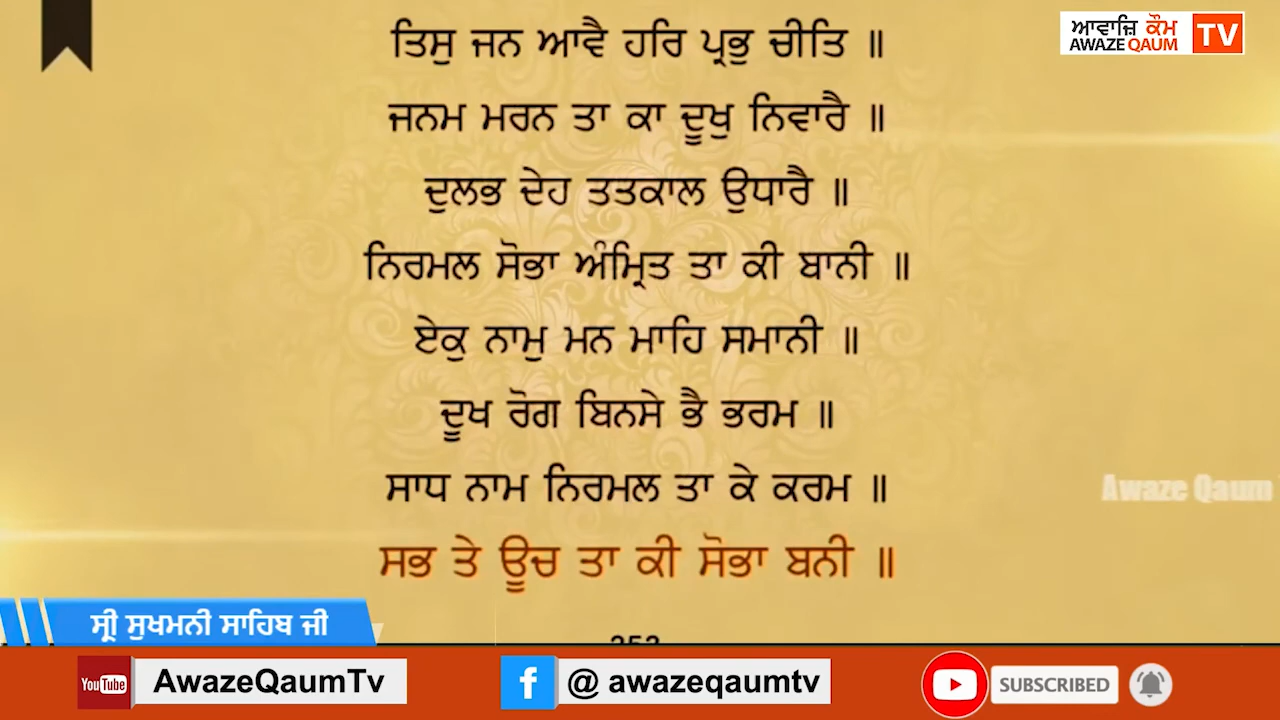 ਤਿਸੁ ਜਨ ਆਵੈ ਹਰਿ ਪ੍ਰਭੁ ਚੀਤਿ ॥
ਆਵਾਜ਼ਿ ਕੌਮ
AWAZE QAUM
TV
ਜਨਮ ਮਰਨ ਤਾ ਕਾ ਦੂਖੁ ਨਿਵਾਰੈ ॥
ਦੁਲਭ ਦੇਹ ਤਤਕਾਲ ਉਧਾਰੈ ॥
ਨਿਰਮਲ ਸੋਭਾ ਅੰਮ੍ਰਿਤ ਤਾ ਕੀ ਬਾਨੀ ॥
ਏਕੁ ਨਾਮੁ ਮਨ ਮਾਹਿ ਸਮਾਨੀ ॥
ਦੂਖ ਰੋਗ ਬਿਨਸੇ ਭੈ ਭਰਮ ॥
ਸਾਧ ਨਾਮ ਨਿਰਮਲ ਤਾ ਕੇ ਕਰਮ ॥
Awaze Qaum
ਸਭ ਤੇ ਊਚ ਤਾ ਕੀ ਸੋਭਾ ਬਨੀ ॥
ਸ੍ਰੀ ਸੁਖਮਨੀ ਸਾਹਿਬ ਜੀ
YouTube AwazeQaumTv
f @ awazeqaumtv
SUBSCRIBED